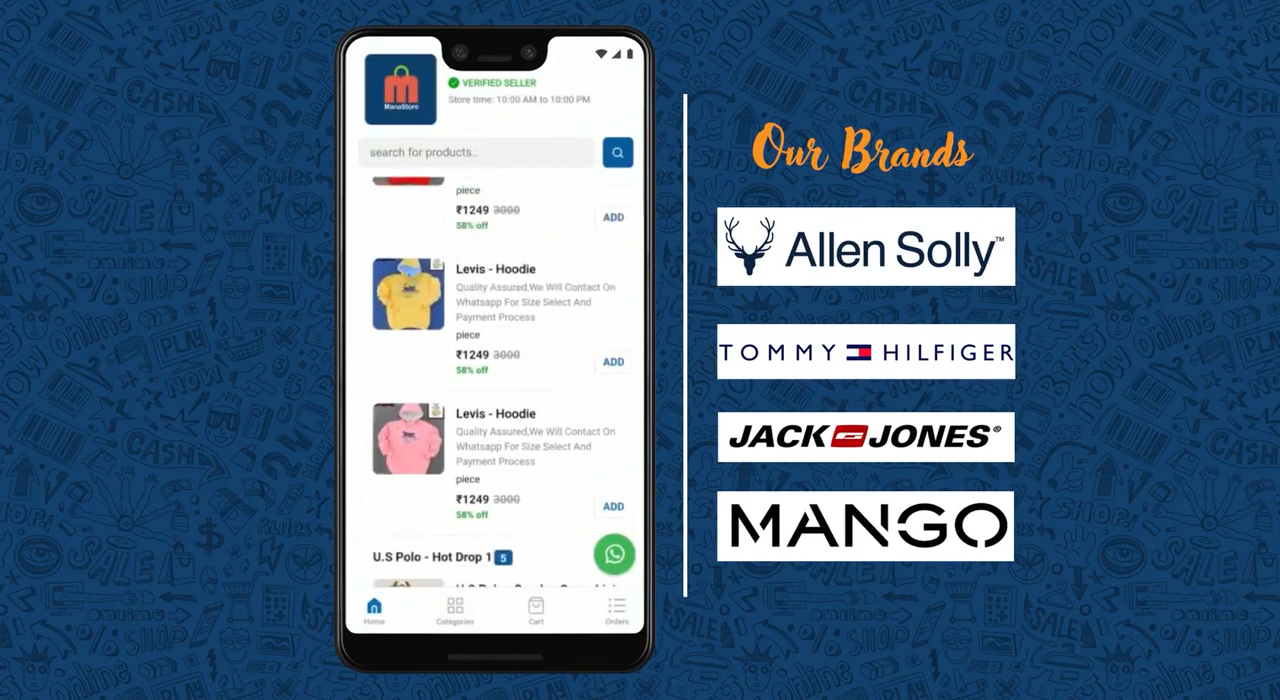 ManaStore
VERIFIED SELLER
Store time: 10:00 AM to 10:00 PM
search for products..
piece
₹1249 3000
ADD
58% off
Levis - Hoodie
Quality Assured,We Will Contact On
Whatsapp For Size Select And
Payment Process
piece
₹1249 3000
ADD
58% off
Levis - Hoodie
Quality Assured,We Will Contact On
Whatsapp For Size Select And
Payment Process
piece
₹1249 3000
ADD
58% off
U.S Polo - Hot Drop 1 5
Home
Categories
Cart
Orders
Our Brands
Allen Solly™
TOMMY HILFIGER
JACK JONES®
MANGO